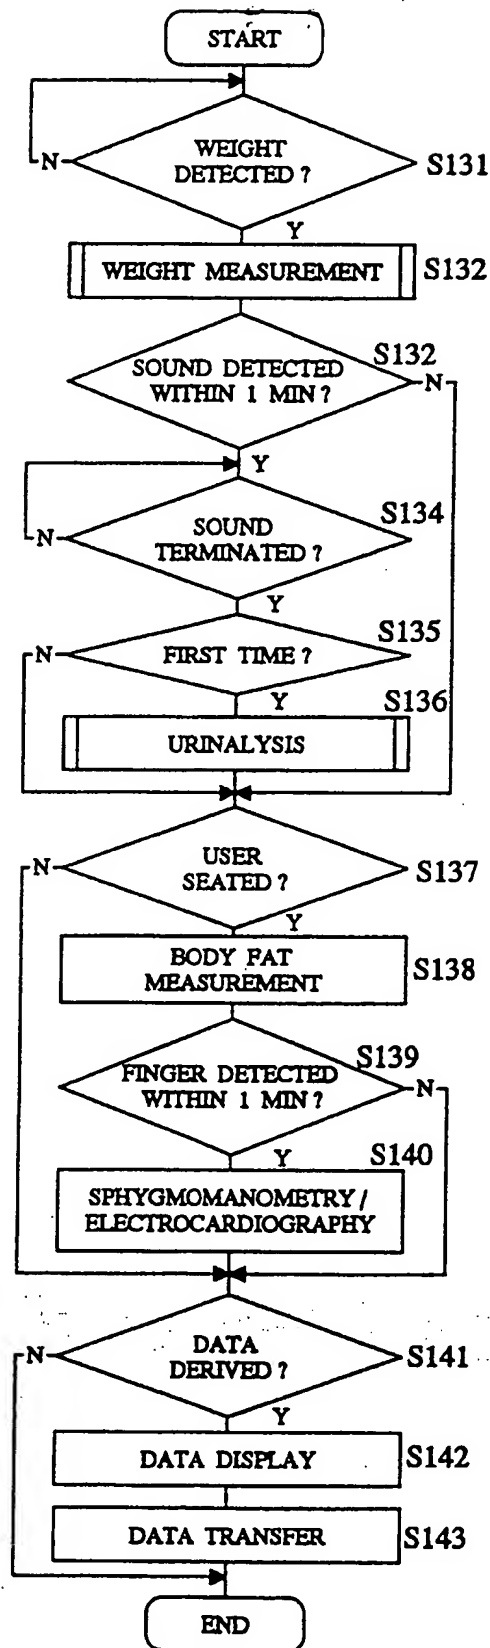 START
WEIGHT
DETECTED ?
S131
N
Y
WEIGHT MEASUREMENT
S132
SOUND DETECTED
WITHIN 1 MIN ?
S132
N
Y
SOUND
TERMINATED ?
S134
N
Y
FIRST TIME ?
S135
N
Y
URINALYSIS
S136
USER
SEATED ?
S137
N
Y
BODY FAT
MEASUREMENT
S138
FINGER DETECTED
WITHIN 1 MIN ?
S139
N
Y
SPHYGMOMANOMETRY /
ELECTROCARDIOGRAPHY
S140
DATA
DERIVED ?
S141
N
Y
DATA DISPLAY
S142
DATA TRANSFER
S143
END